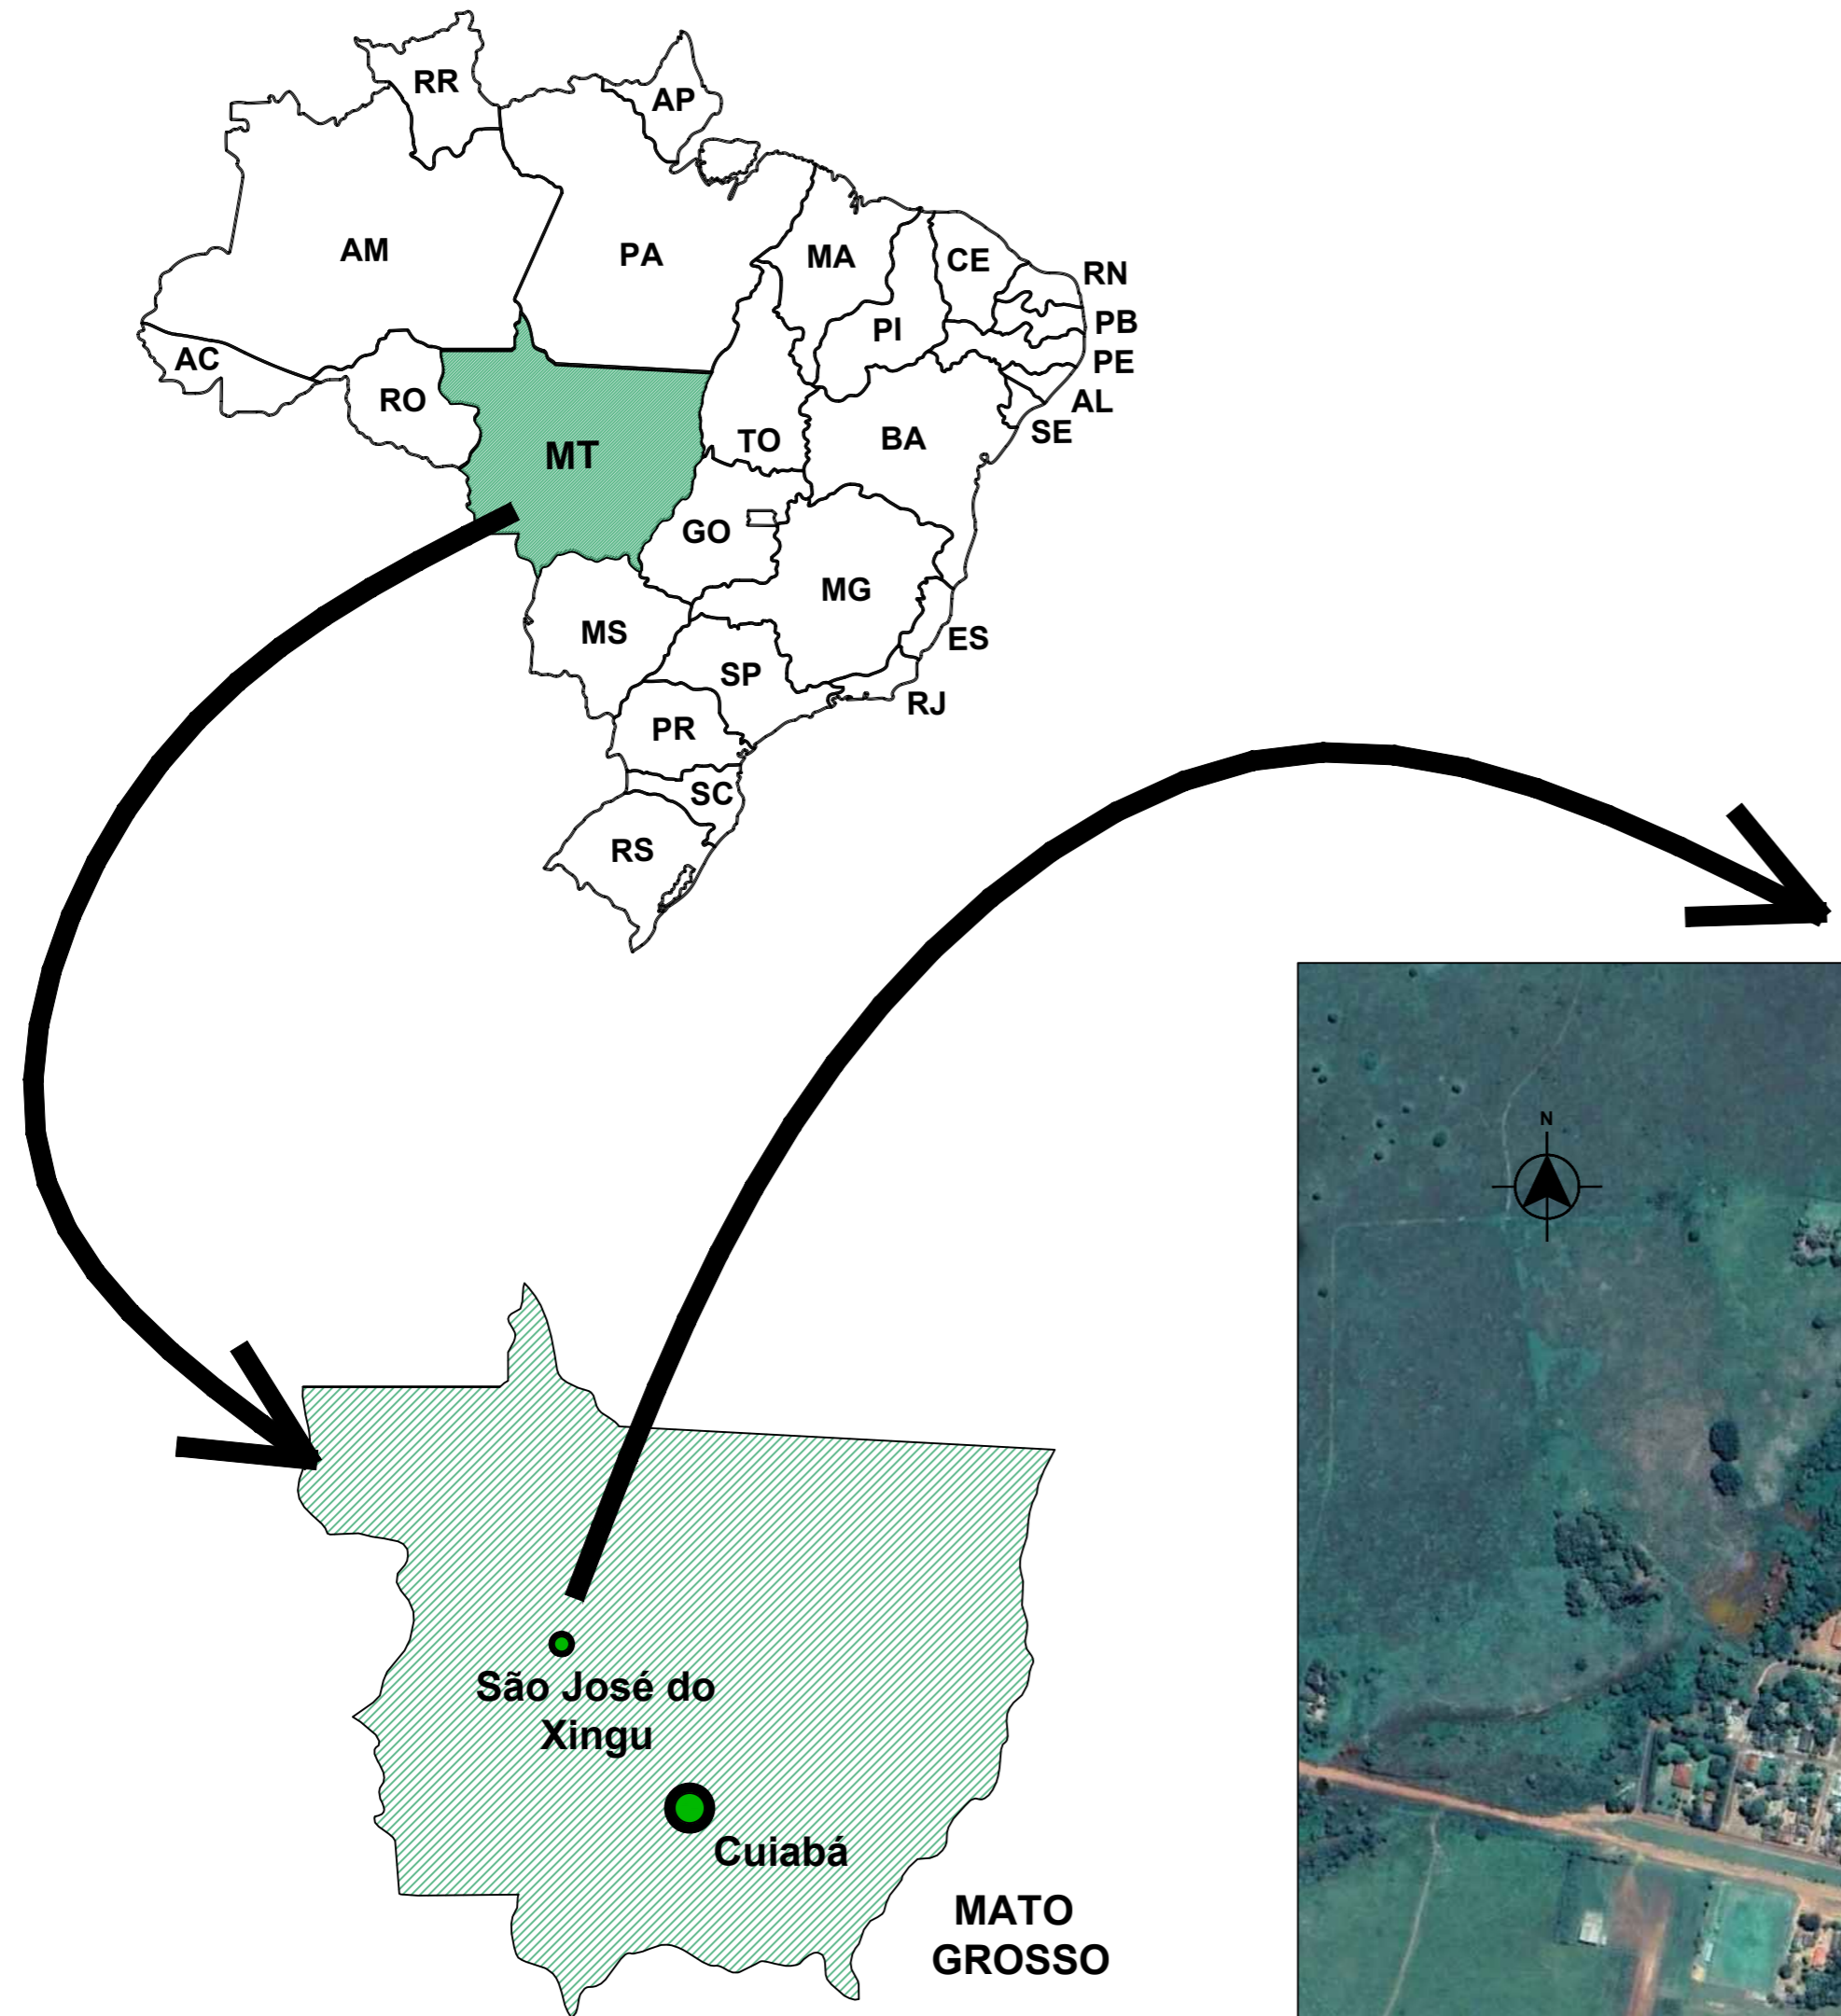 RR
AP
AM
PA
MA
CE
RN
PI
PB
PE
AC
AL
RO
SE
TO
BA
MT
GO
MG
MS
ES
SP
RJ
PR
SC
RS
N
São José do
Xingu
Cuiabá
MATO
GROSSO